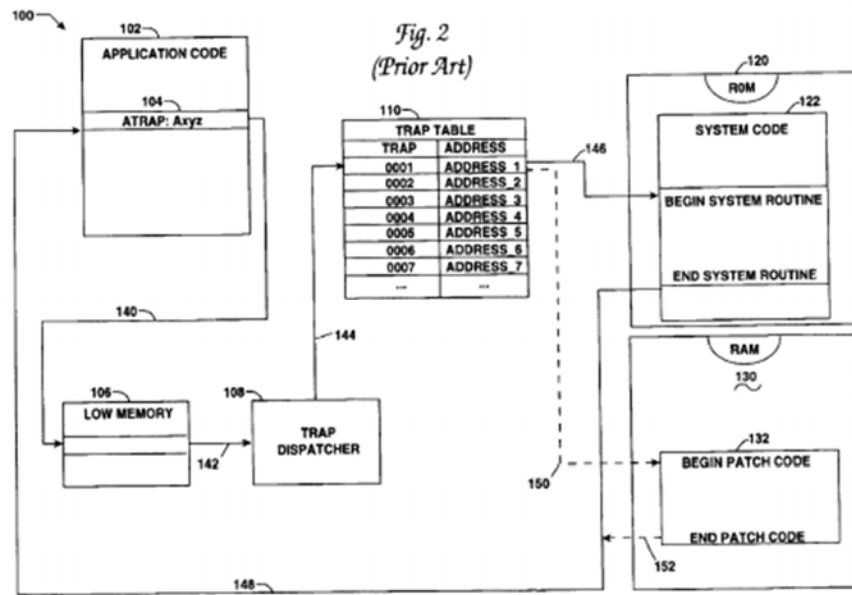 Fig. 2
(Prior Art)
100
102
APPLICATION CODE
104
ATRAP: Axyz
110
TRAP TABLE
TRAP ADDRESS
0001 ADDRESS_1
0002 ADDRESS_2
0003 ADDRESS_3
0004 ADDRESS_4
0005 ADDRESS_5
0006 ADDRESS_6
0007 ADDRESS_7
... ...
120
ROM
122
SYSTEM CODE
146
BEGIN SYSTEM ROUTINE
END SYSTEM ROUTINE
140
144
RAM
130
106
LOW MEMORY
142
108
TRAP
DISPATCHER
132
BEGIN PATCH CODE
150
END PATCH CODE
152
148